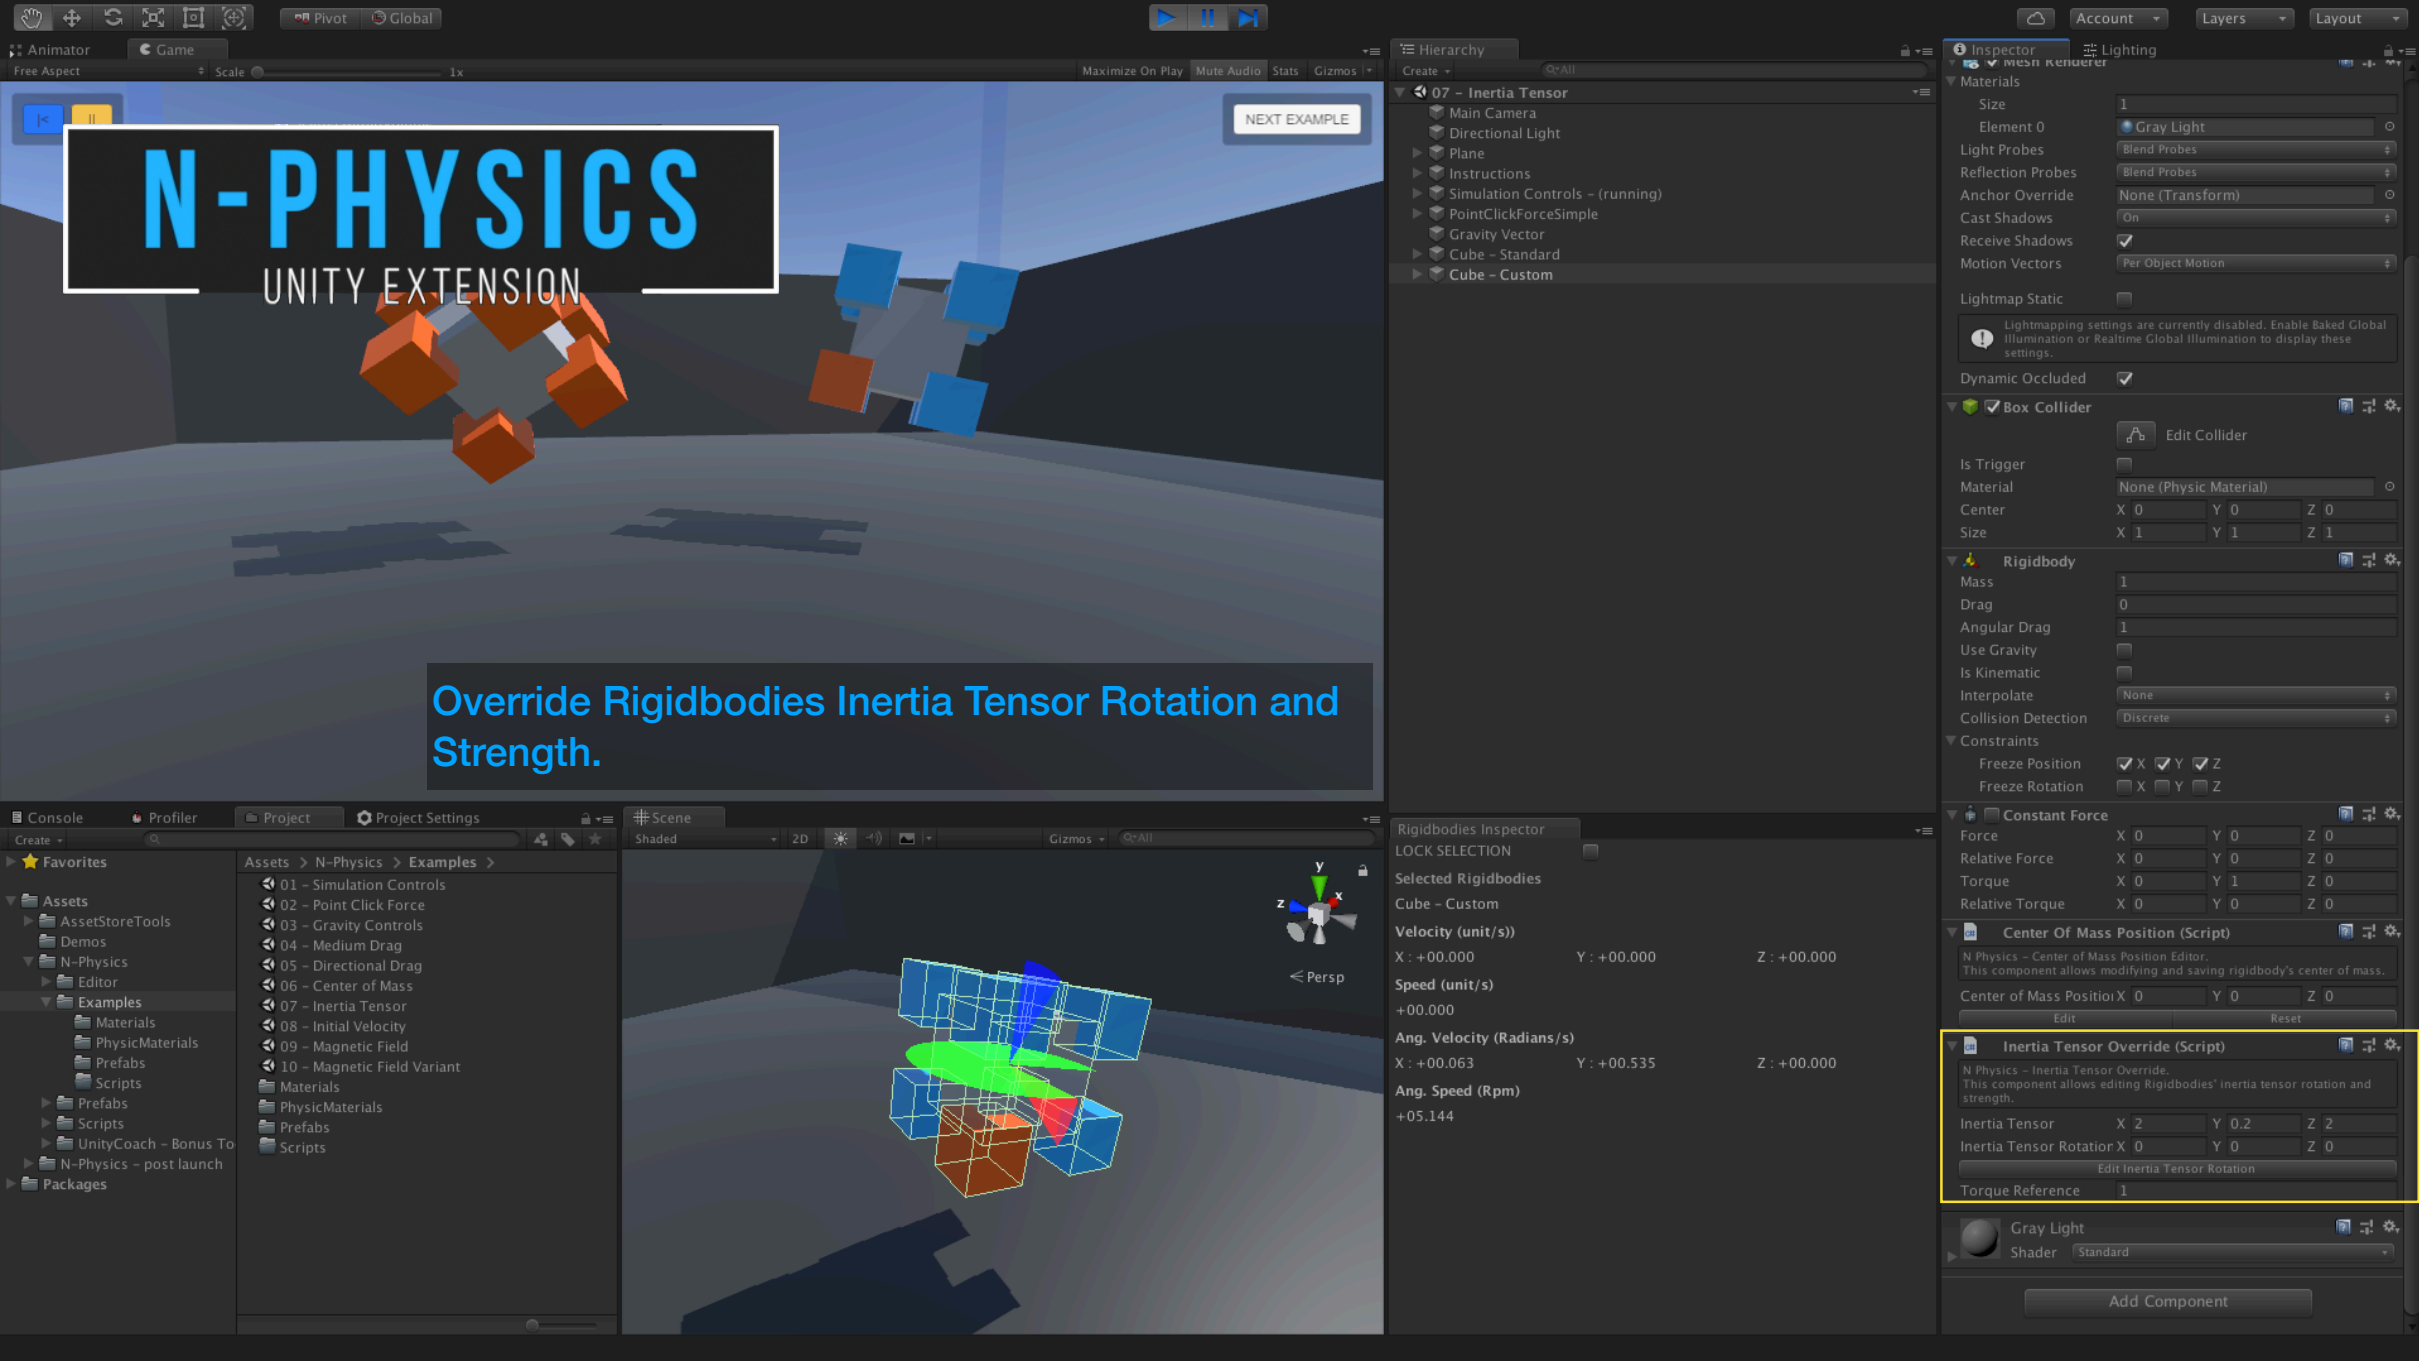 Pivot Global Account Layers Layout
Animator Game
Free Aspect Scale 1x Maximize On Play Mute Audio Stats Gizmos
|< || NEXT EXAMPLE
N-PHYSICS
UNITY EXTENSION
Override Rigidbodies Inertia Tensor Rotation and
Strength.
Hierarchy
Create All
07 - Inertia Tensor
Main Camera
Directional Light
Plane
Instructions
Simulation Controls - (running)
PointClickForceSimple
Gravity Vector
Cube - Standard
Cube - Custom
Inspector Lighting
Mesh Renderer
Materials
Size 1
Element 0 Gray Light
Light Probes Blend Probes
Reflection Probes Blend Probes
Anchor Override None (Transform)
Cast Shadows On
Receive Shadows
Motion Vectors Per Object Motion
Lightmap Static
Lightmapping settings are currently disabled. Enable Baked Global
Illumination or Realtime Global Illumination to display these
settings.
Dynamic Occluded
Box Collider
Edit Collider
Is Trigger
Material None (Physic Material)
Center X 0 Y 0 Z 0
Size X 1 Y 1 Z 1
Rigidbody
Mass 1
Drag 0
Angular Drag 1
Use Gravity
Is Kinematic
Interpolate None
Collision Detection Discrete
Constraints
Freeze Position X Y Z
Freeze Rotation X Y Z
Constant Force
Force X 0 Y 0 Z 0
Relative Force X 0 Y 0 Z 0
Torque X 0 Y 1 Z 0
Relative Torque X 0 Y 0 Z 0
Center Of Mass Position (Script)
N Physics - Center of Mass Position Editor.
This component allows modifying and saving rigidbody's center of mass.
Center of Mass Position X 0 Y 0 Z 0
Edit Reset
Inertia Tensor Override (Script)
N Physics - Inertia Tensor Override.
This component allows editing Rigidbodies' inertia tensor rotation and
strength.
Inertia Tensor X 2 Y 0.2 Z 2
Inertia Tensor Rotation X 0 Y 0 Z 0
Edit Inertia Tensor Rotation
Torque Reference 1
Gray Light
Shader Standard
Add Component
Console Profiler Project Project Settings
Create
Favorites
Assets
AssetStoreTools
Demos
N-Physics
Editor
Examples
Materials
PhysicMaterials
Prefabs
Scripts
Prefabs
Scripts
UnityCoach - Bonus To
N-Physics - post launch
Packages
Assets > N-Physics > Examples >
01 - Simulation Controls
02 - Point Click Force
03 - Gravity Controls
04 - Medium Drag
05 - Directional Drag
06 - Center of Mass
07 - Inertia Tensor
08 - Initial Velocity
09 - Magnetic Field
10 - Magnetic Field Variant
Materials
PhysicMaterials
Prefabs
Scripts
Scene
Shaded 2D Gizmos All
y
x
z
Persp
Rigidbodies Inspector
LOCK SELECTION
Selected Rigidbodies
Cube - Custom
Velocity (unit/s))
X : +00.000 Y : +00.000 Z : +00.000
Speed (unit/s)
+00.000
Ang. Velocity (Radians/s)
X : +00.063 Y : +00.535 Z : +00.000
Ang. Speed (Rpm)
+05.144